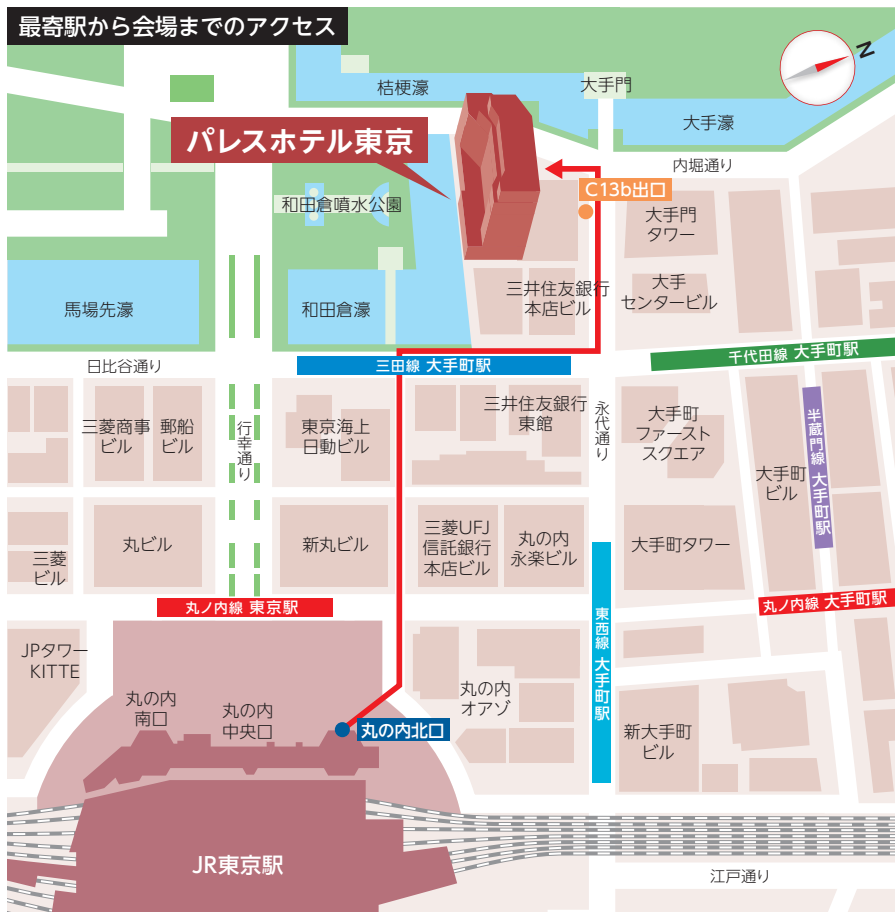 最寄駅から会場までのアクセス
N
桔梗濠
大手門
大手濠
パレスホテル東京
内堀通り
C13b出口
和田倉噴水公園
大手門
タワー
馬場先濠
和田倉濠
三井住友銀行
本店ビル
大手
センタービル
日比谷通り
三田線 大手町駅
千代田線 大手町駅
三菱商事
ビル
郵船
ビル
行幸通り
東京海上
日動ビル
三井住友銀行
東館
永代通り
大手町
ファースト
スクエア
大手町
ビル
半蔵門線 大手町駅
三菱
ビル
丸ビル
新丸ビル
三菱UFJ
信託銀行
本店ビル
丸の内
永楽ビル
大手町タワー
丸ノ内線 東京駅
東西線 大手町駅
丸ノ内線 大手町駅
JPタワー
KITTE
丸の内
南口
丸の内
中央口
丸の内北口
丸の内
オアゾ
新大手町
ビル
JR東京駅
江戸通り